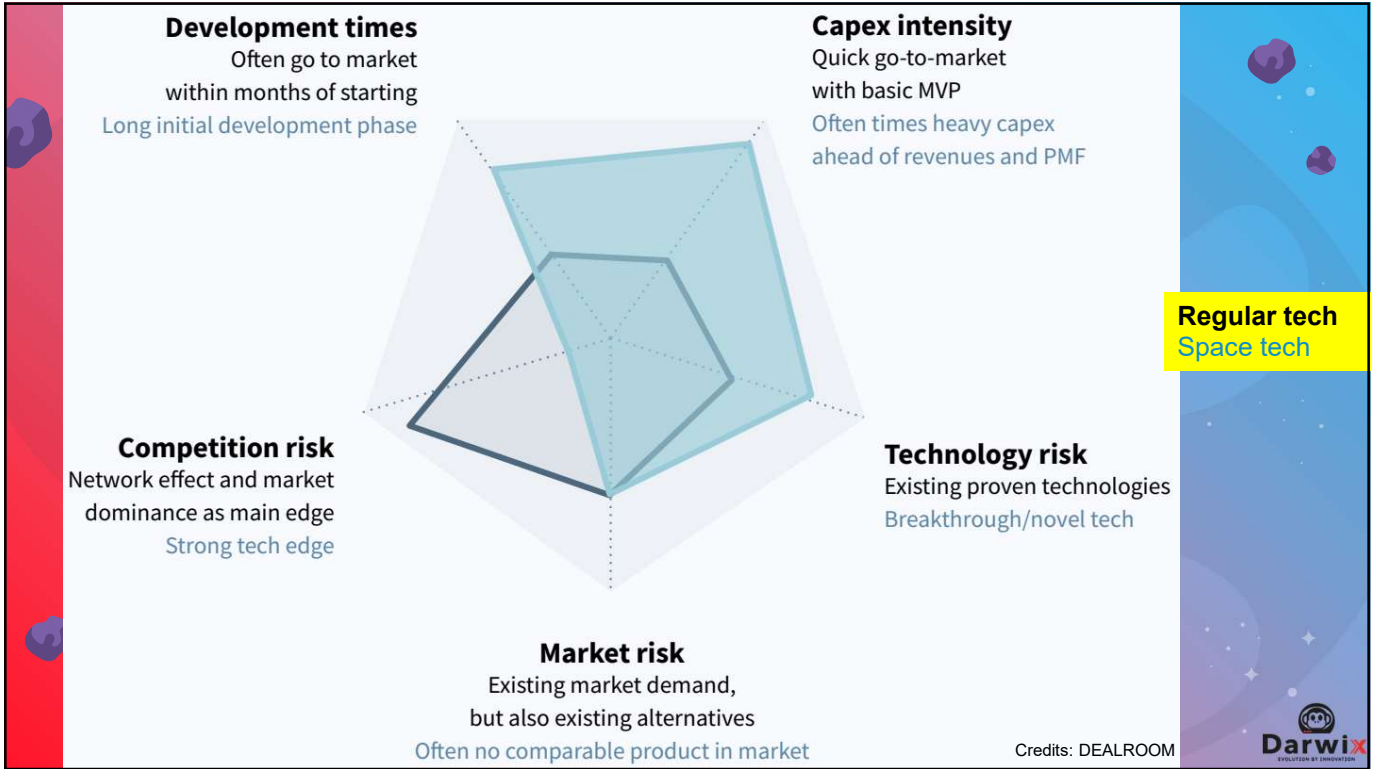 Development times
Often go to market
within months of starting
Long initial development phase
Capex intensity
Quick go-to-market
with basic MVP
Often times heavy capex
ahead of revenues and PMF
Regular tech
Space tech
Competition risk
Network effect and market
dominance as main edge
Strong tech edge
Technology risk
Existing proven technologies
Breakthrough/novel tech
Market risk
Existing market demand,
but also existing alternatives
Often no comparable product in market
Credits: DEALROOM
Darwix
EVOLUTION BY INNOVATION